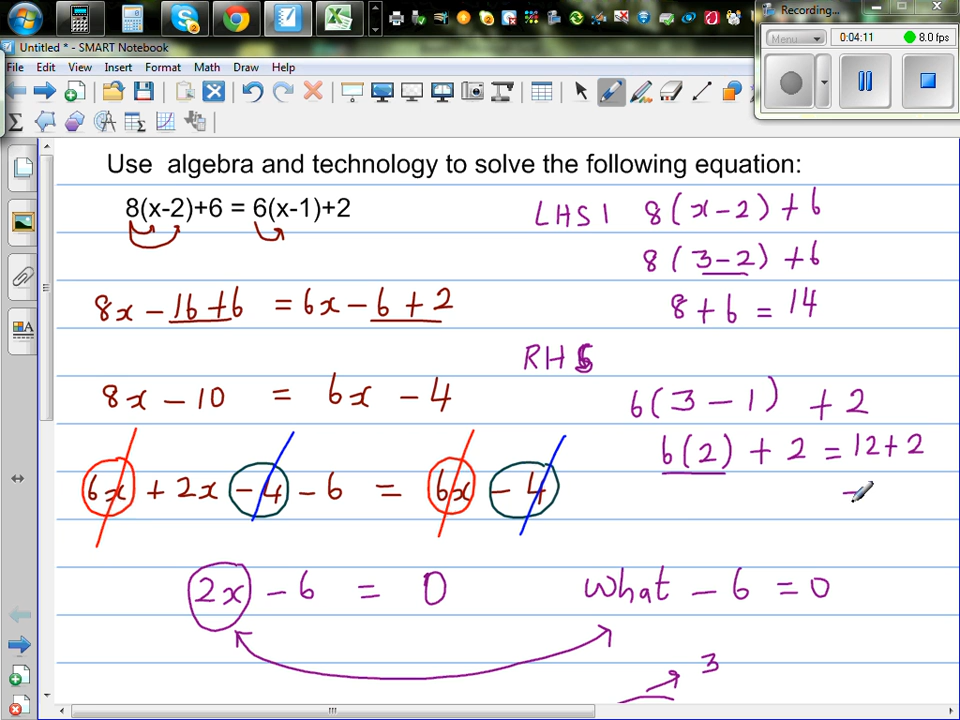 Recording...
Menu
0:04:11
8.0 fps
Untitled * - SMART Notebook
File Edit View Insert Format Math Draw Help
Use algebra and technology to solve the following equation:
8(x-2)+6 = 6(x-1)+2
LHS 8(x-2)+6
8(3-2)+6
8x - 16 + 6 = 6x - 6 + 2
8 + 6 = 14
RHS
8x - 10 = 6x - 4
6(3 - 1) + 2
6(2) + 2 = 12 + 2
6x + 2x - 4 - 6 = 6x - 4
2x - 6 = 0
what - 6 = 0
3